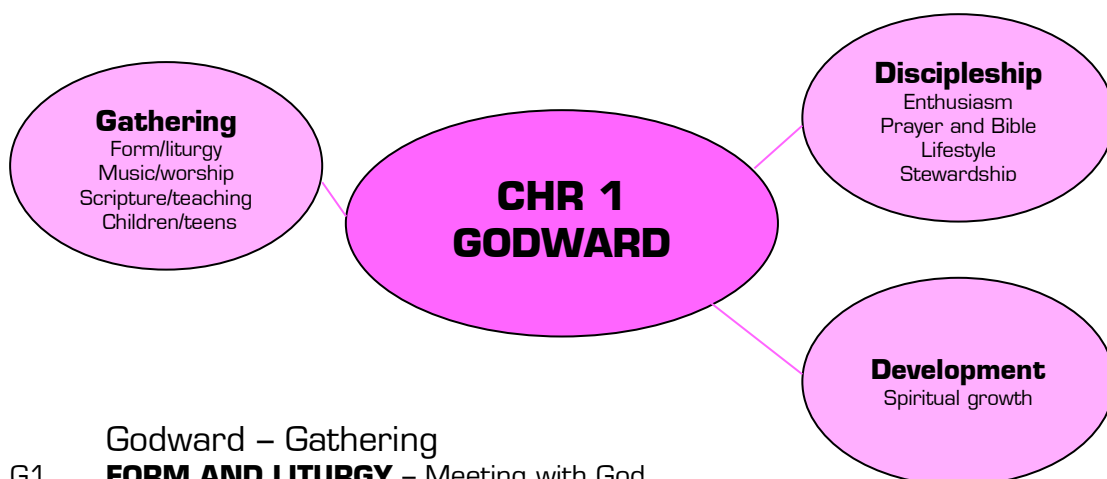 Gathering
Form/liturgy
Music/worship
Scripture/teaching
Children/teens
CHR 1
GODWARD
Discipleship
Enthusiasm
Prayer and Bible
Lifestyle
Stewardship
Development
Spiritual growth
Godward – Gathering
G1 FORM AND LITURGY – Meeting with God